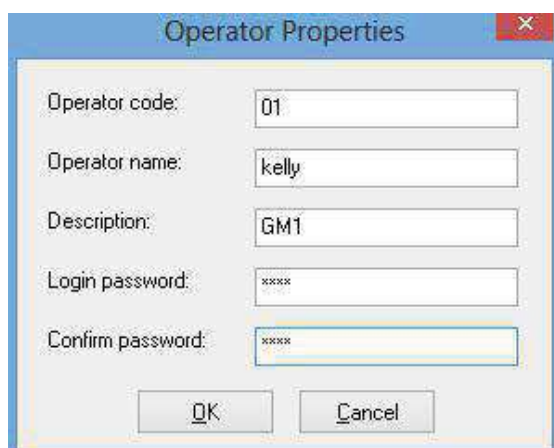 Operator Properties
Operator code: 01
Operator name: kelly
Description: GM1
Login password: ****
Confirm password: ****
OK Cancel